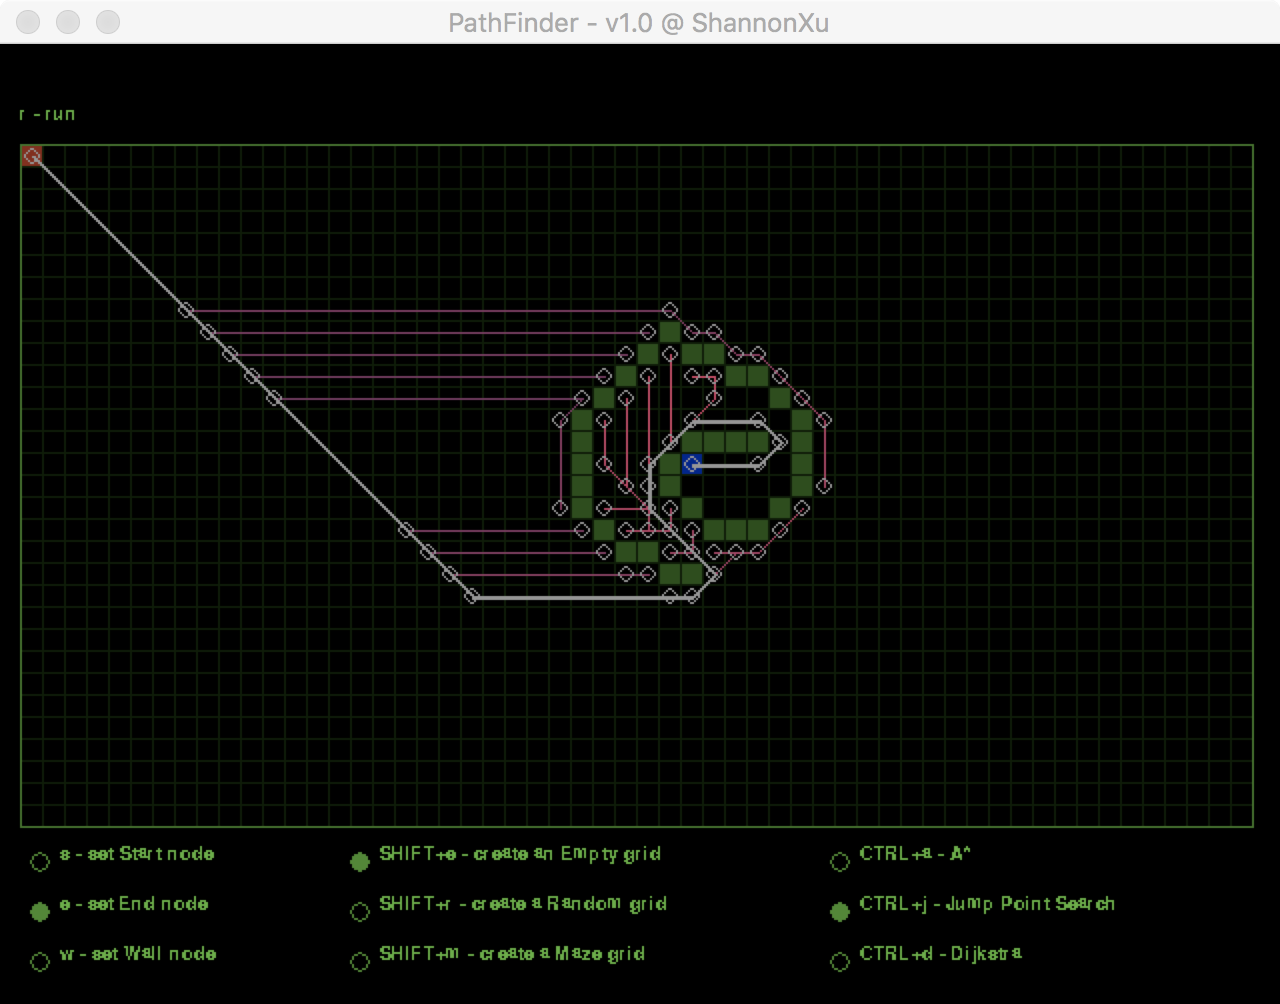 PathFinder - v1.0 @ ShannonXu
r - run
s - set Start node
SHIFT+e - create an Empty grid
CTRL+a - A*
e - set End node
SHIFT+r - create a Random grid
CTRL+j - Jump Point Search
w - set Wall node
SHIFT+m - create a Maze grid
CTRL+d - Dijkstra